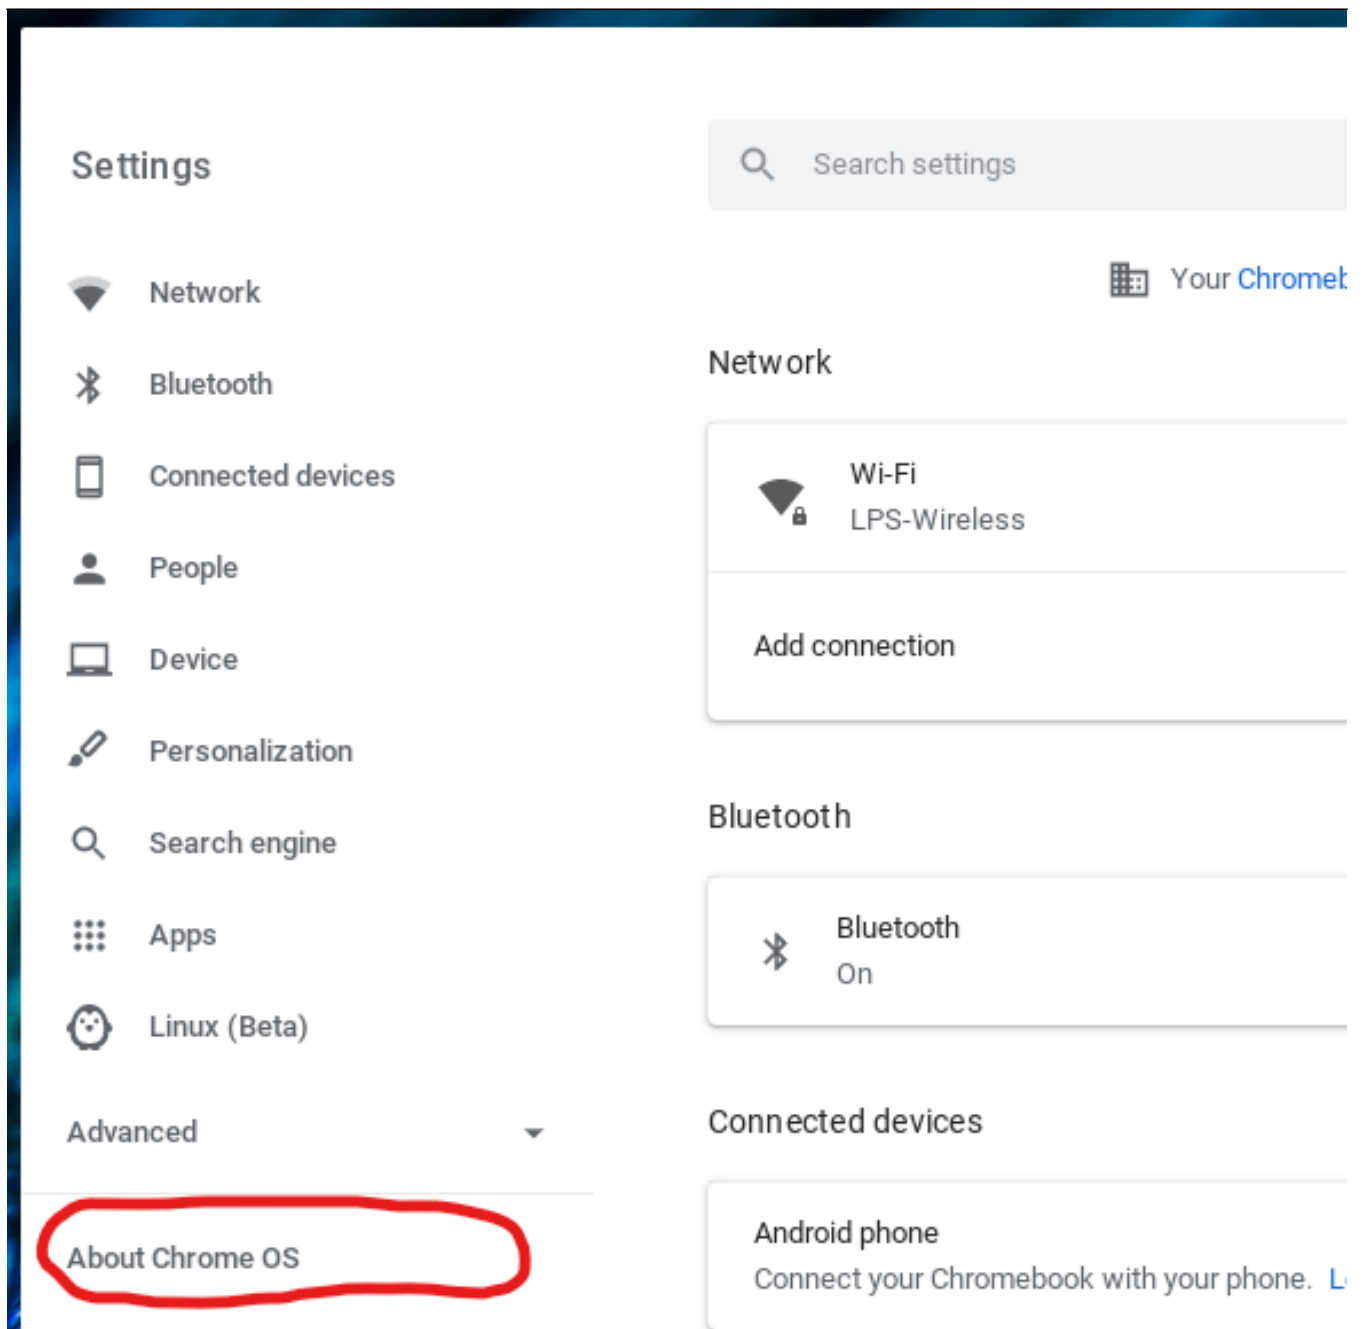 Settings
Network
Bluetooth
Connected devices
People
Device
Personalization
Search engine
Apps
Linux (Beta)
Advanced
About Chrome OS
Search settings
Your Chromeb
Network
Wi-Fi
LPS-Wireless
Add connection
Bluetooth
Bluetooth
On
Connected devices
Android phone
Connect your Chromebook with your phone.